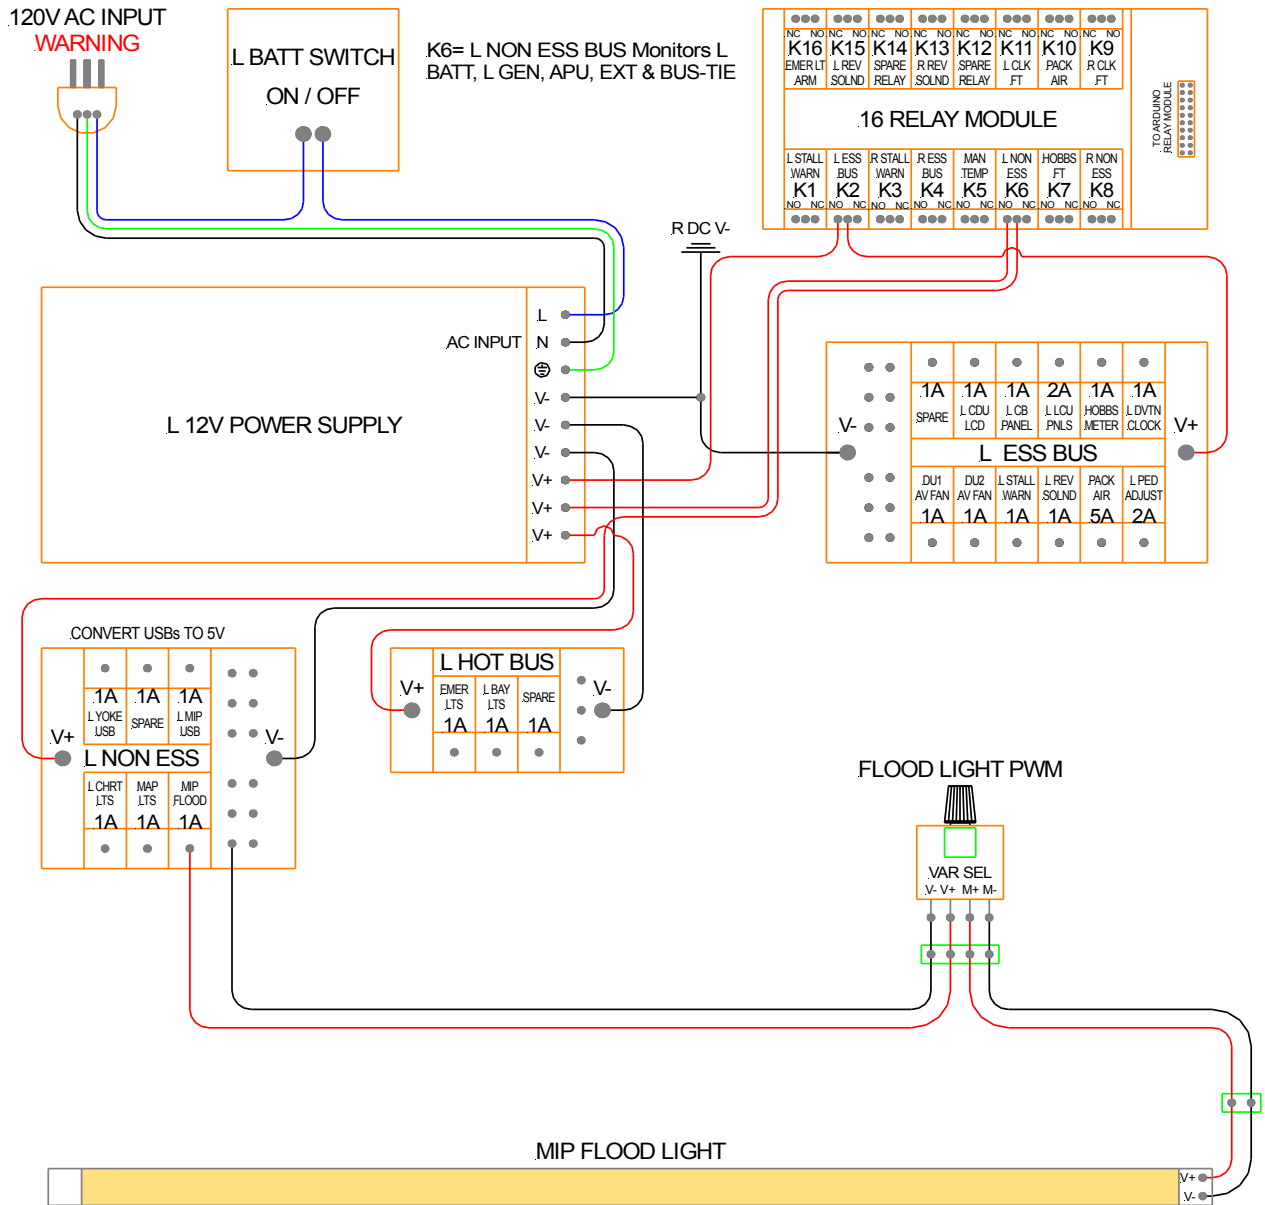 120V AC INPUT
WARNING
L BATT SWITCH
ON / OFF
K6= L NON ESS BUS Monitors L
BATT, L GEN, APU, EXT & BUS-TIE
NC NO NC NO NC NO NC NO NC NO NC NO NC NO NC NO
K16 K15 K14 K13 K12 K11 K10 K9
EMER LT L REV SPARE R REV SPARE L CLK PACK R CLK
ARM SOLND RELAY SOLND RELAY FT AIR FT
16 RELAY MODULE
TO ARDUINO
RELAY MODULE
L STALL L ESS R STALL R ESS MAN L NON HOBBS R NON
WARN BUS WARN BUS TEMP ESS FT ESS
K1 K2 K3 K4 K5 K6 K7 K8
NO NC NO NC NO NC NO NC NO NC NO NC NO NC NO NC
R DC V-
L 12V POWER SUPPLY
AC INPUT
L
N
V-
V-
V-
V+
V+
V+
1A 1A 1A 2A 1A 1A
SPARE
L CDU
LCD
L CB
PANEL
L LCU
PNLS
HOBBS
METER
L DVTN
CLOCK
V-
V+
L ESS BUS
DU1
AV FAN
DU2
AV FAN
L STALL
WARN
L REV
SOLND
PACK
AIR
L PED
ADJUST
1A 1A 1A 1A 5A 2A
CONVERT USBs TO 5V
1A 1A 1A
L YOKE
USB
SPARE
L MIP
USB
V+
V-
L NON ESS
L CHRT
LTS
MAP
LTS
MIP
FLOOD
1A 1A 1A
L HOT BUS
V+
EMER
LTS
L BAY
LTS
SPARE
V-
1A 1A 1A
FLOOD LIGHT PWM
VAR SEL
V- V+ M+ M-
MIP FLOOD LIGHT
V+
V-